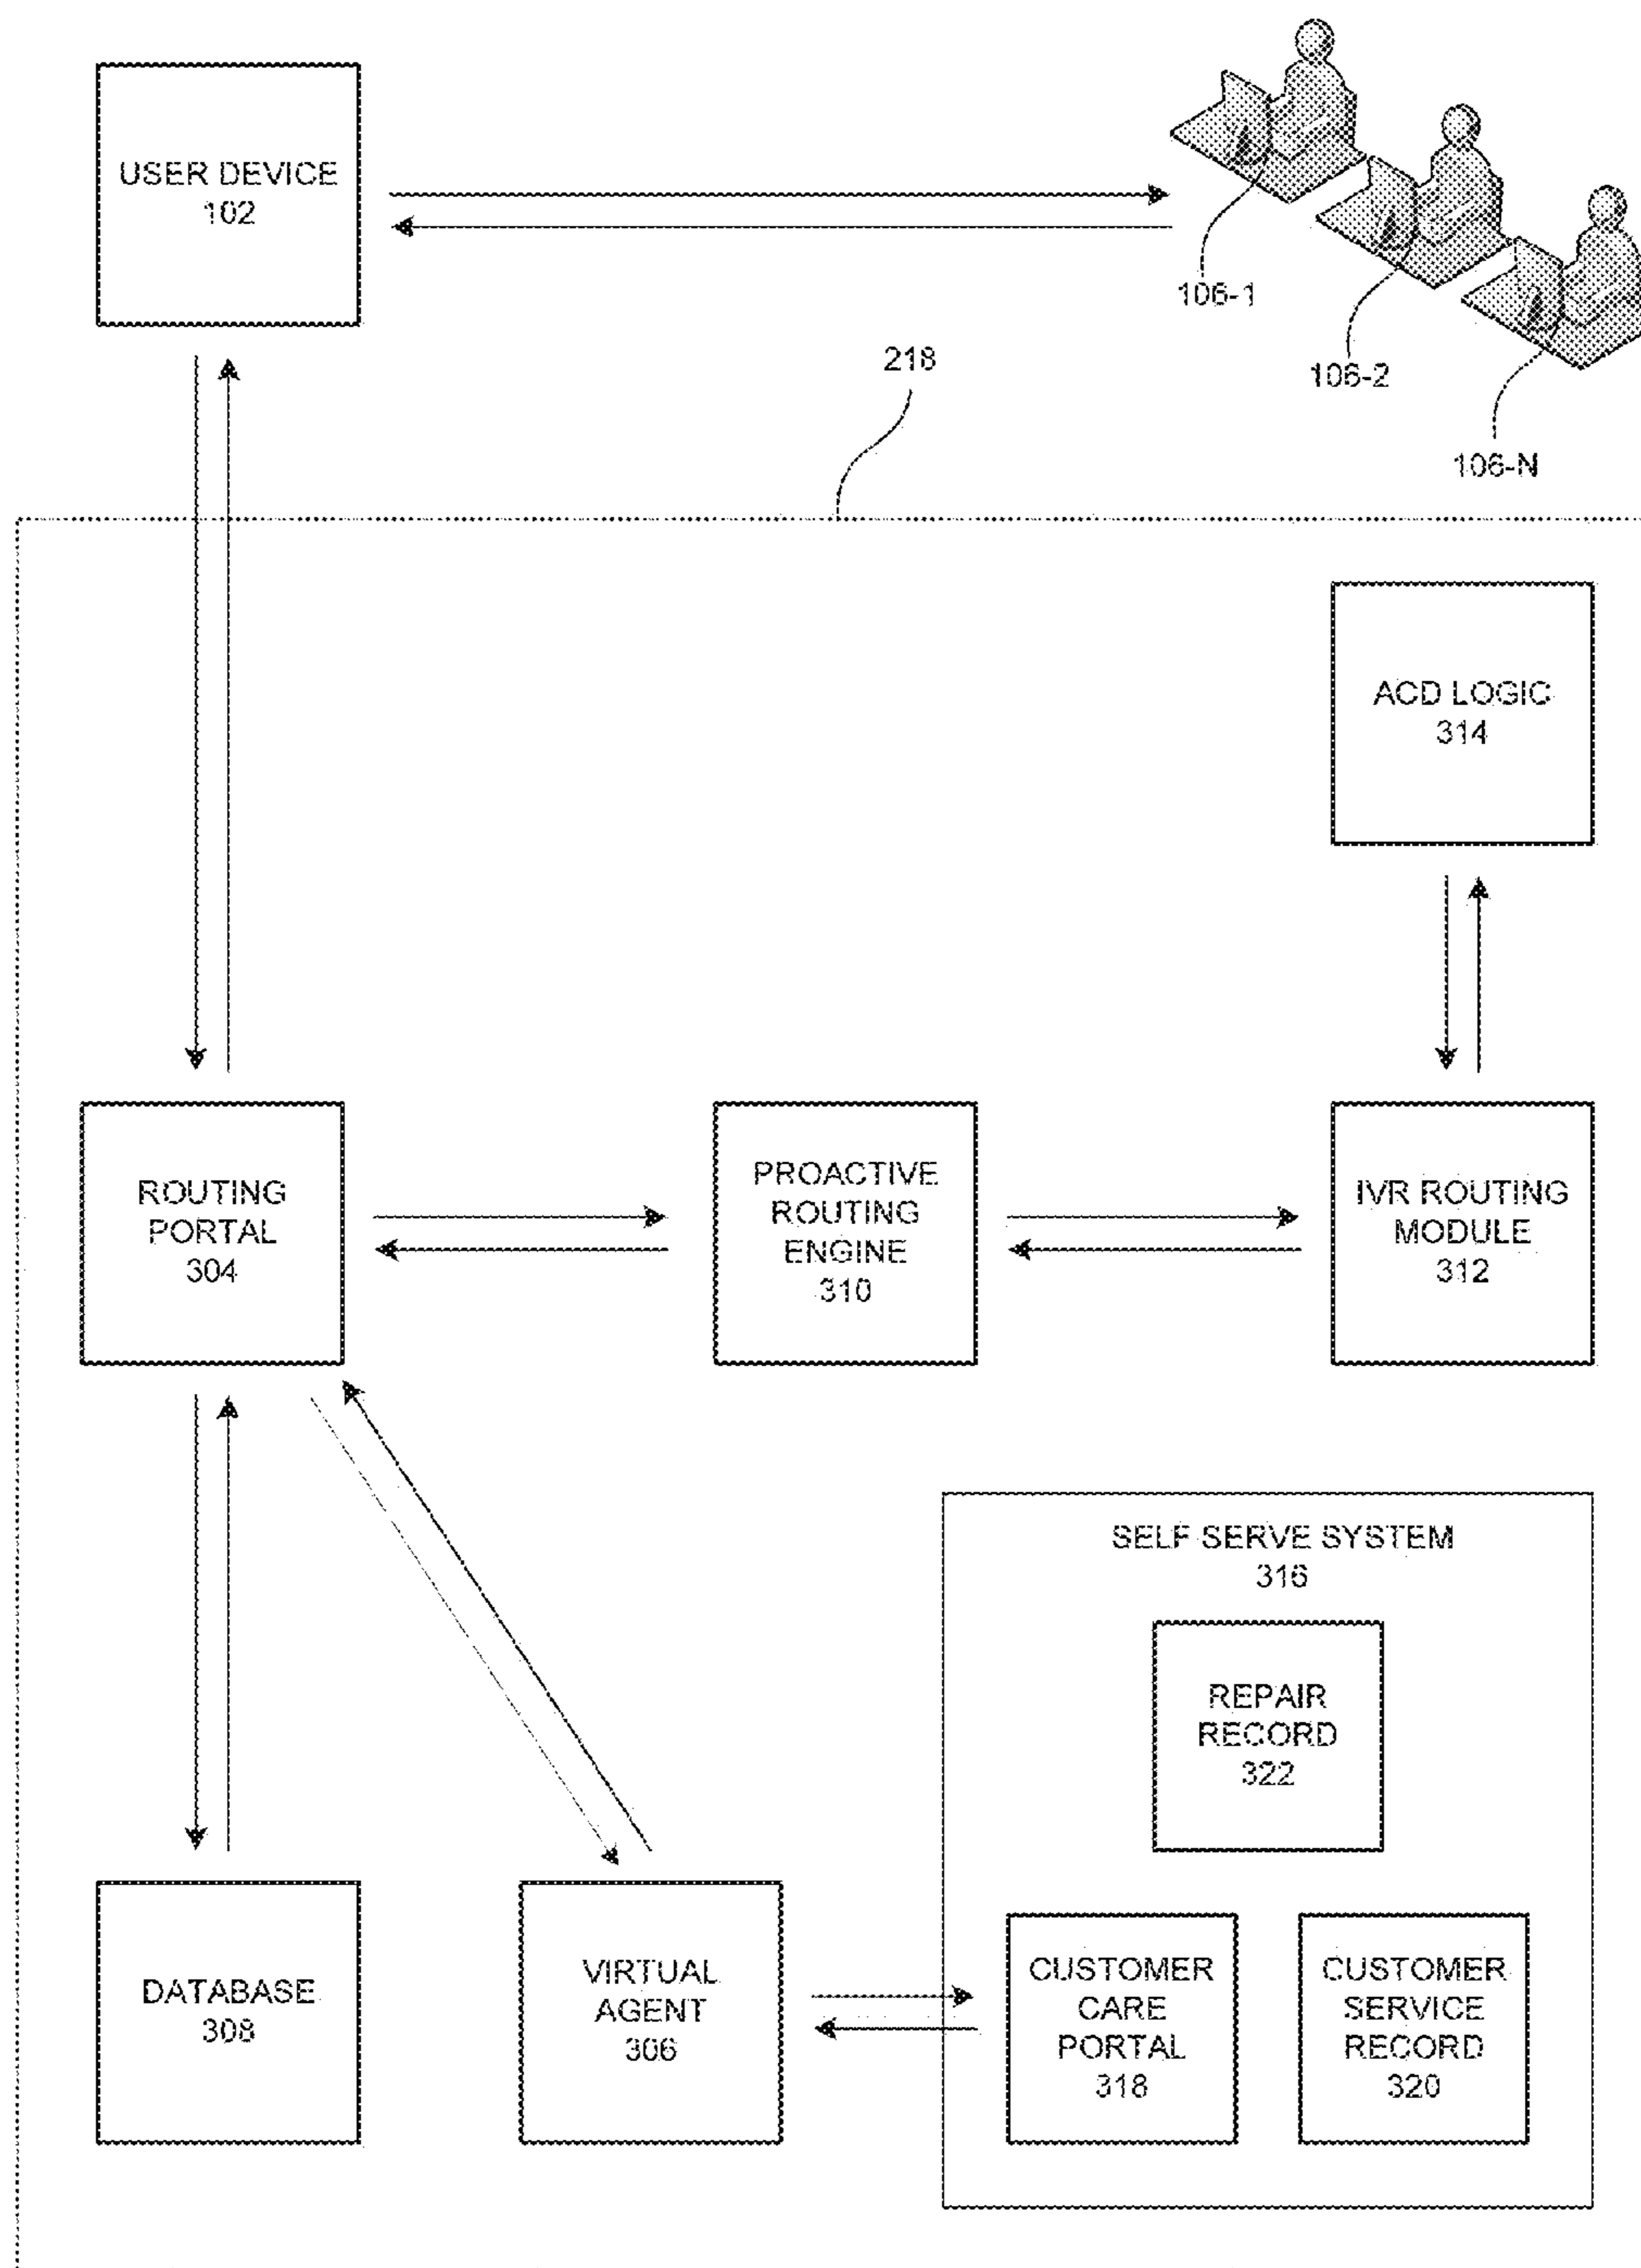 USER DEVICE
102
106-1
106-2
106-N
218
ACD LOGIC
314
ROUTING
PORTAL
304
PROACTIVE
ROUTING
ENGINE
310
IVR ROUTING
MODULE
312
SELF SERVE SYSTEM
316
REPAIR
RECORD
322
DATABASE
308
VIRTUAL
AGENT
306
CUSTOMER
CARE
PORTAL
318
CUSTOMER
SERVICE
RECORD
320